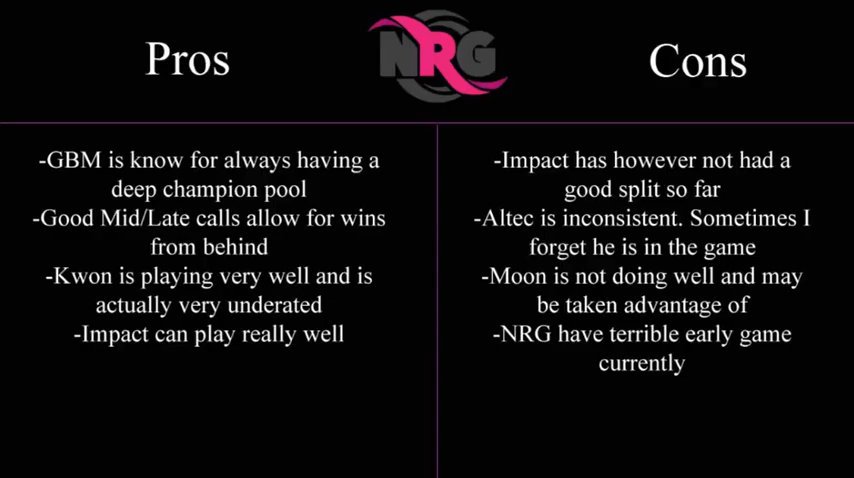 Pros
NRG
Cons
-GBM is know for always having a
deep champion pool
-Good Mid/Late calls allow for wins
from behind
-Kwon is playing very well and is
actually very underated
-Impact can play really well
-Impact has however not had a
good split so far
-Altec is inconsistent. Sometimes I
forget he is in the game
-Moon is not doing well and may
be taken advantage of
-NRG have terrible early game
currently